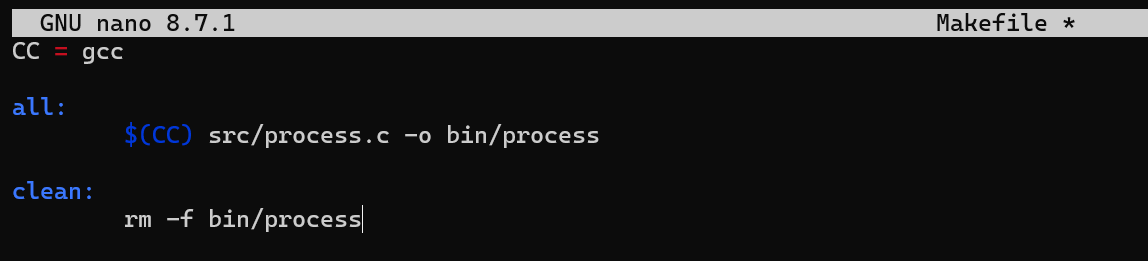 GNU nano 8.7.1 Makefile *
CC = gcc
all:
$(CC) src/process.c -o bin/process
clean:
rm -f bin/process